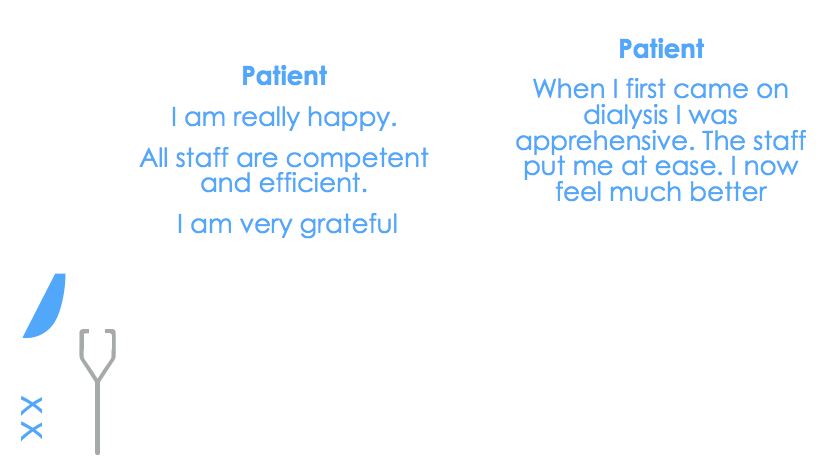 Patient
I am really happy.
All staff are competent
and efficient.
I am very grateful
Patient
When I first came on
dialysis I was
apprehensive. The staff
put me at ease. I now
feel much better
XX